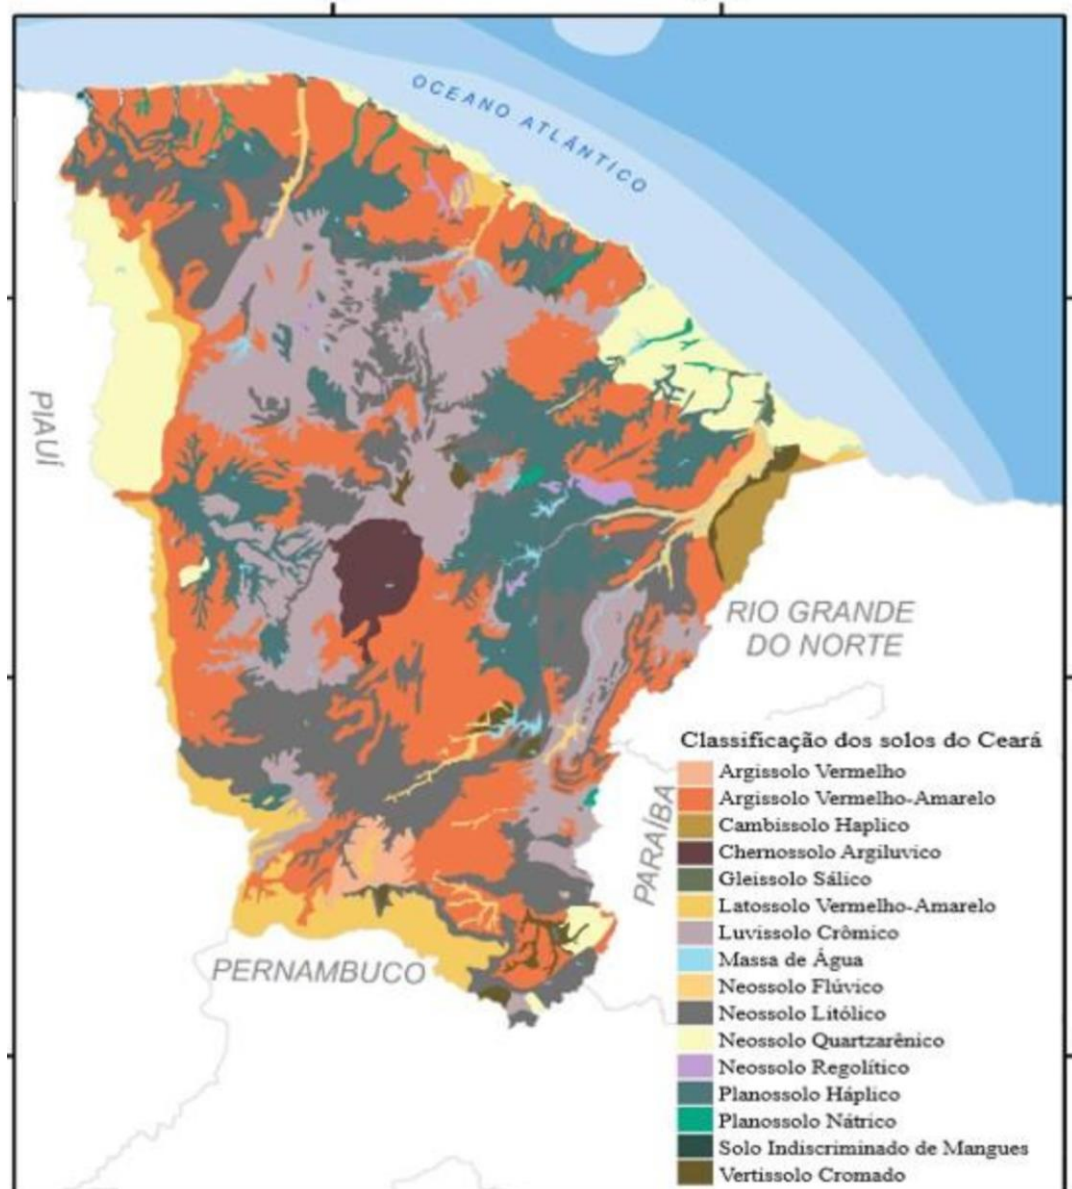 OCEANO ATLÁNTICO
PIAUÍ
RIO GRANDE
DO NORTE
PARAÍBA
PERNAMBUCO
Classificação dos solos do Ceará
Argissolo Vermelho
Argissolo Vermelho-Amarelo
Cambissolo Haplico
Chernossolo Argiluvico
Gleissolo Sálico
Latossolo Vermelho-Amarelo
Luvissolo Crômico
Massa de Água
Neossolo Flúvico
Neossolo Litólico
Neossolo Quartzarênico
Neossolo Regolítico
Planossolo Háplico
Planossolo Nátrico
Solo Indiscriminado de Mangues
Vertissolo Cromado